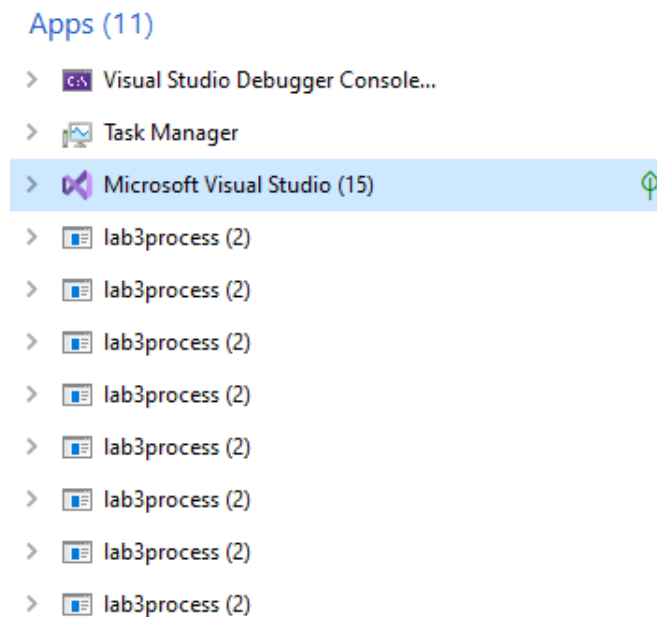 Apps (11)
Visual Studio Debugger Console...
Task Manager
Microsoft Visual Studio (15)
lab3process (2)
lab3process (2)
lab3process (2)
lab3process (2)
lab3process (2)
lab3process (2)
lab3process (2)
lab3process (2)